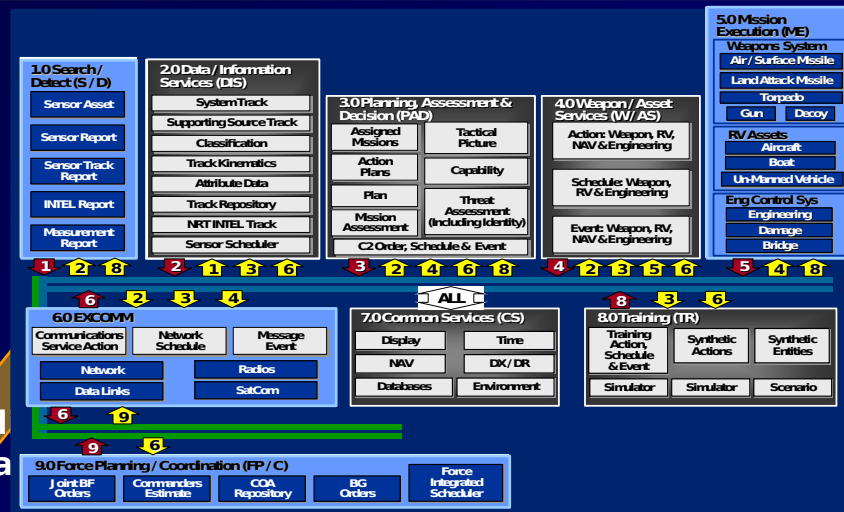 5.0 Mission
Execution (ME)
Weapons System
Air / Surface Missile
Land Attack Missile
Torpedo
Gun
Decoy
RV Assets
Aircraft
Boat
Un-Manned Vehicle
Eng Control Sys
Engineering
Damage
Bridge
1.0 Search /
Detect (S / D)
Sensor Asset
Sensor Report
Sensor Track
Report
INTEL Report
Measurement
Report
2.0 Data / Information
Services (DIS)
System Track
Supporting Source Track
Classification
Track Kinematics
Attribute Data
Track Repository
NRT INTEL Track
Sensor Scheduler
3.0 Planning, Assessment &
Decision (PAD)
Assigned
Missions
Tactical
Picture
Action
Plans
Capability
Plan
Threat
Assessment
(Including Identity)
Mission
Assessment
C2 Order, Schedule & Event
4.0 Weapon / Asset
Services (W / AS)
Action: Weapon, RV,
NAV & Engineering
Schedule: Weapon,
RV & Engineering
Event: Weapon, RV,
NAV & Engineering
1 2 8
2 1 3 6
3 2 4 6 8
4 2 3 5 6
5 4 8
6 2 3 4
ALL
8 3 6
6.0 EXCOMM
Communications
Service Action
Network
Schedule
Message
Event
Network
Radios
Data Links
SatCom
7.0 Common Services (CS)
Display
Time
NAV
DX / DR
Databases
Environment
8.0 Training (TR)
Training
Action,
Schedule
& Event
Synthetic
Actions
Synthetic
Entities
Simulator
Simulator
Scenario
6 9
9 6
a
9.0 Force Planning / Coordination (FP / C)
Joint BF
Orders
Commanders
Estimate
COA
Repository
BG
Orders
Force
Integrated
Scheduler